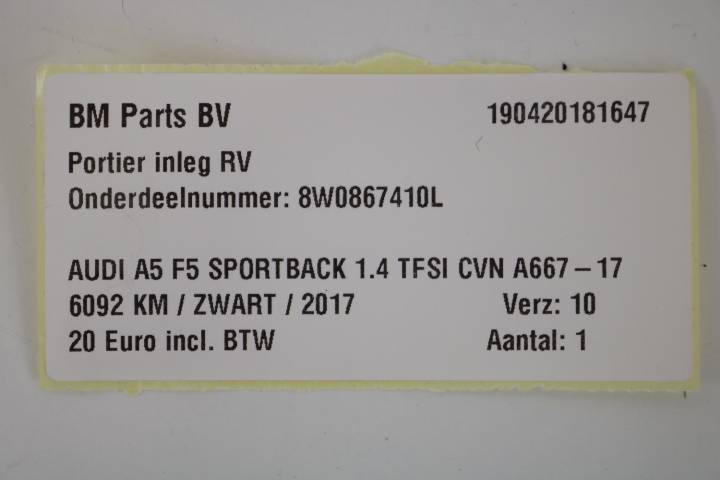 BM Parts BV 190420181647
Portier inleg RV
Onderdeelnummer: 8W0867410L
AUDI A5 F5 SPORTBACK 1.4 TFSI CVN A667 – 17
6092 KM / ZWART / 2017 Verz: 10
20 Euro incl. BTW Aantal: 1